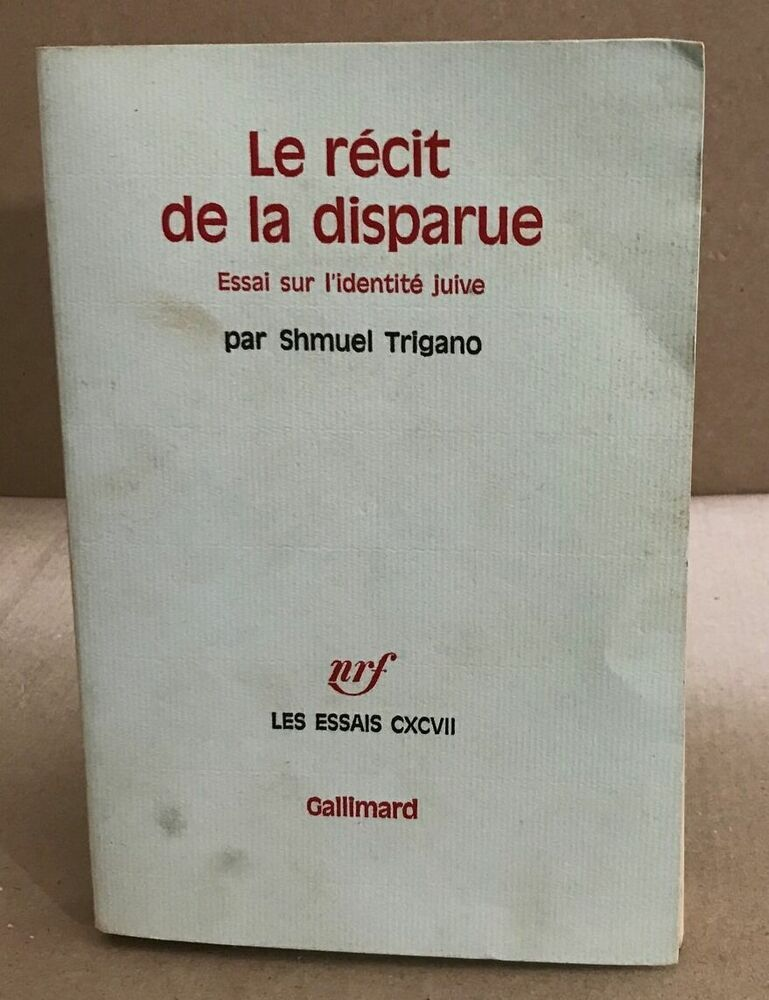 Le récit
de la disparue
Essai sur l'identité juive
par Shmuel Trigano
nrf
LES ESSAIS CXCVII
Gallimard